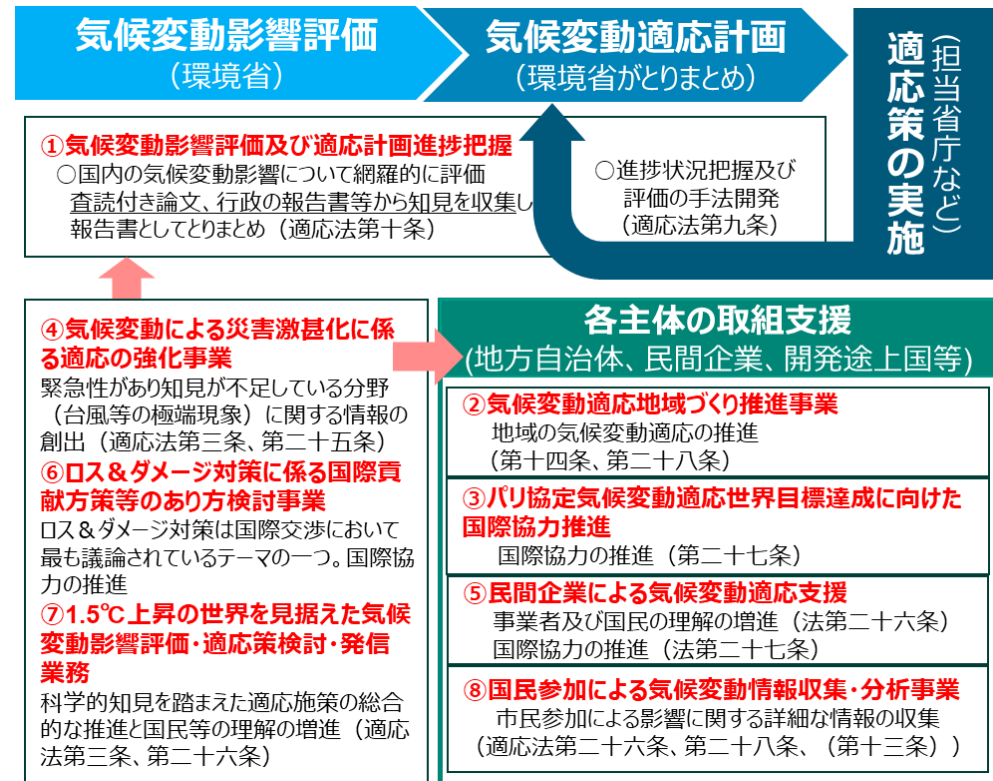 気候変動影響評価
（環境省）
気候変動適応計画
（環境省がとりまとめ）
適応策の実施
（担当省庁など）
①気候変動影響評価及び適応計画進捗把握
○国内の気候変動影響について網羅的に評価
査読付き論文、行政の報告書等から知見を収集し
報告書としてとりまとめ（適応法第十条）
○進捗状況把握及び
評価の手法開発
（適応法第九条）
④気候変動による災害激甚化に係
る適応の強化事業
緊急性があり知見が不足している分野
（台風等の極端現象）に関する情報の
創出（適応法第三条、第二十五条）
⑥ロス＆ダメージ対策に係る国際貢
献方策等のあり方検討事業
ロス＆ダメージ対策は国際交渉において
最も議論されているテーマの一つ。国際協
力の推進
⑦1.5℃上昇の世界を見据えた気候
変動影響評価・適応策検討・発信
業務
科学的知見を踏まえた適応施策の総合
的な推進と国民等の理解の増進（適応
法第三条、第二十六条）
各主体の取組支援
(地方自治体、民間企業、開発途上国等)
②気候変動適応地域づくり推進事業
地域の気候変動適応の推進
（第十四条、第二十八条）
③パリ協定気候変動適応世界目標達成に向けた
国際協力推進
国際協力の推進（第二十七条）
⑤民間企業による気候変動適応支援
事業者及び国民の理解の増進（法第二十六条）
国際協力の推進（法第二十七条）
⑧国民参加による気候変動情報収集・分析事業
市民参加による影響に関する詳細な情報の収集
（適応法第二十六条、第二十八条、（第十三条））